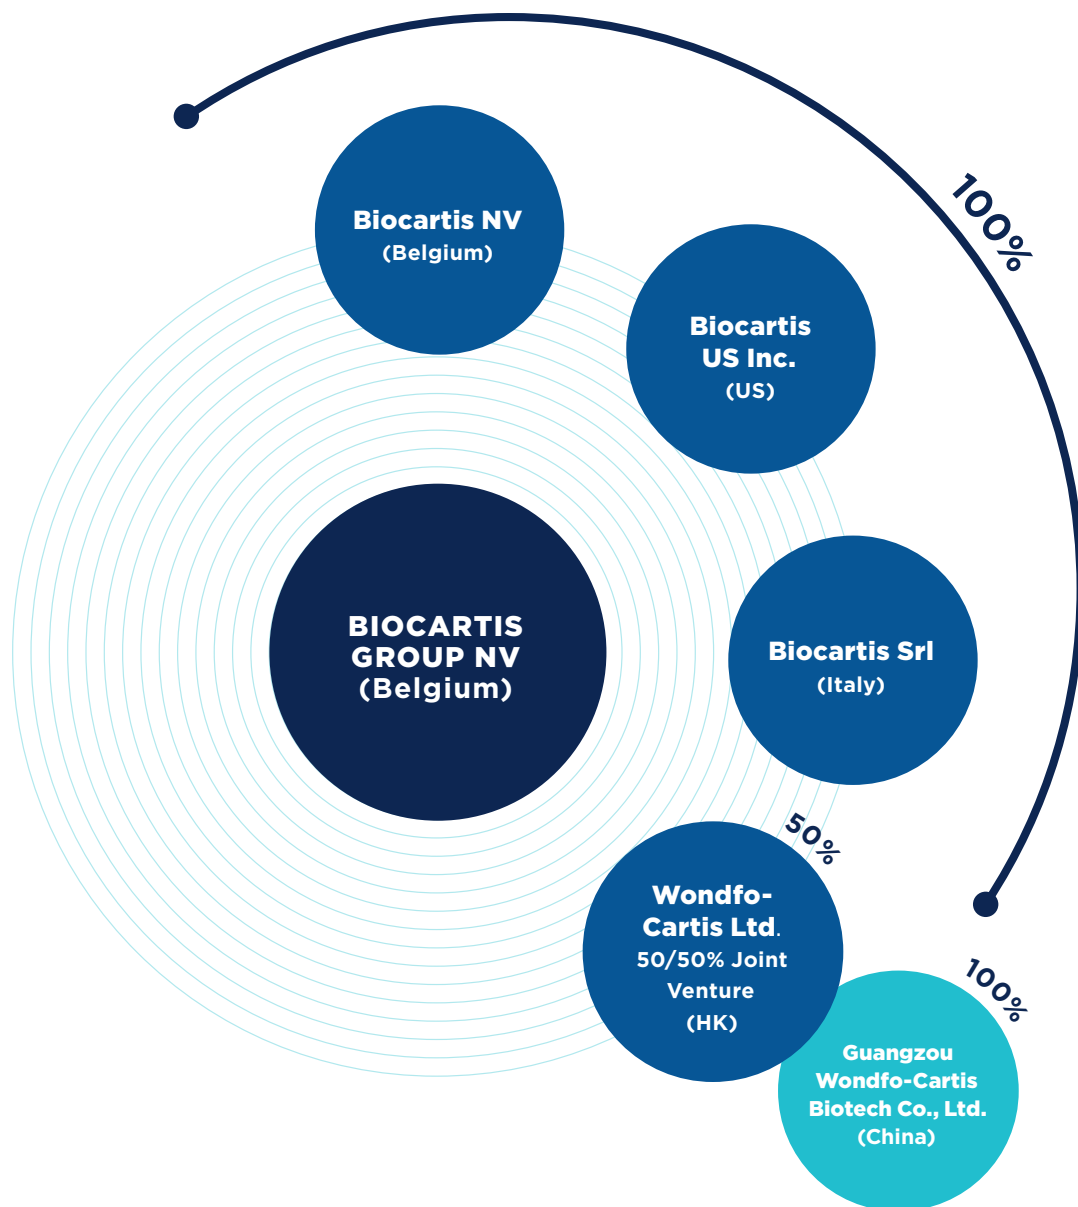 100%
Biocartis NV
(Belgium)
Biocartis
US Inc.
(US)
BIOCARTIS
GROUP NV
(Belgium)
Biocartis Srl
(Italy)
50%
Wondfo-
Cartis Ltd.
50/50% Joint
Venture
(HK)
100%
Guangzou
Wondfo-Cartis
Biotech Co., Ltd.
(China)